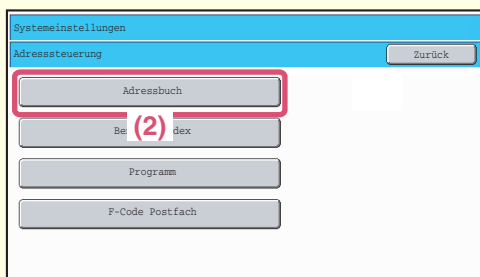 Systemeinstellungen
Adresssteuerung
Zurück
Adressbuch
(2)
Programm
F-Code Postfach